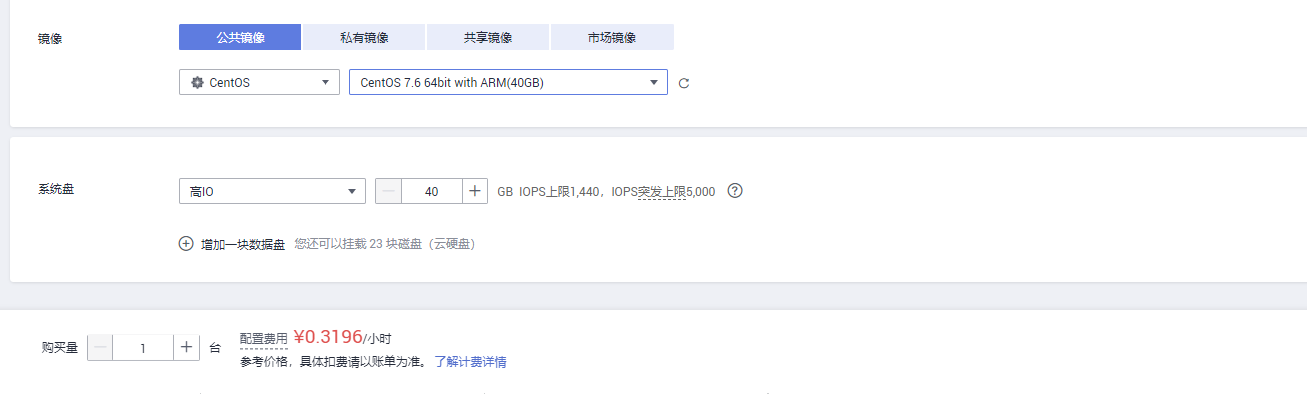 镜像 公共镜像 私有镜像 共享镜像 市场镜像
CentOS CentOS 7.6 64bit with ARM(40GB)
系统盘 高IO 40 GB IOPS上限1,440，IOPS突发上限5,000
增加一块数据盘 您还可以挂载 23 块磁盘（云硬盘）
购买量 1 台 配置费用 ¥0.3196/小时
参考价格，具体扣费请以账单为准。 了解计费详情